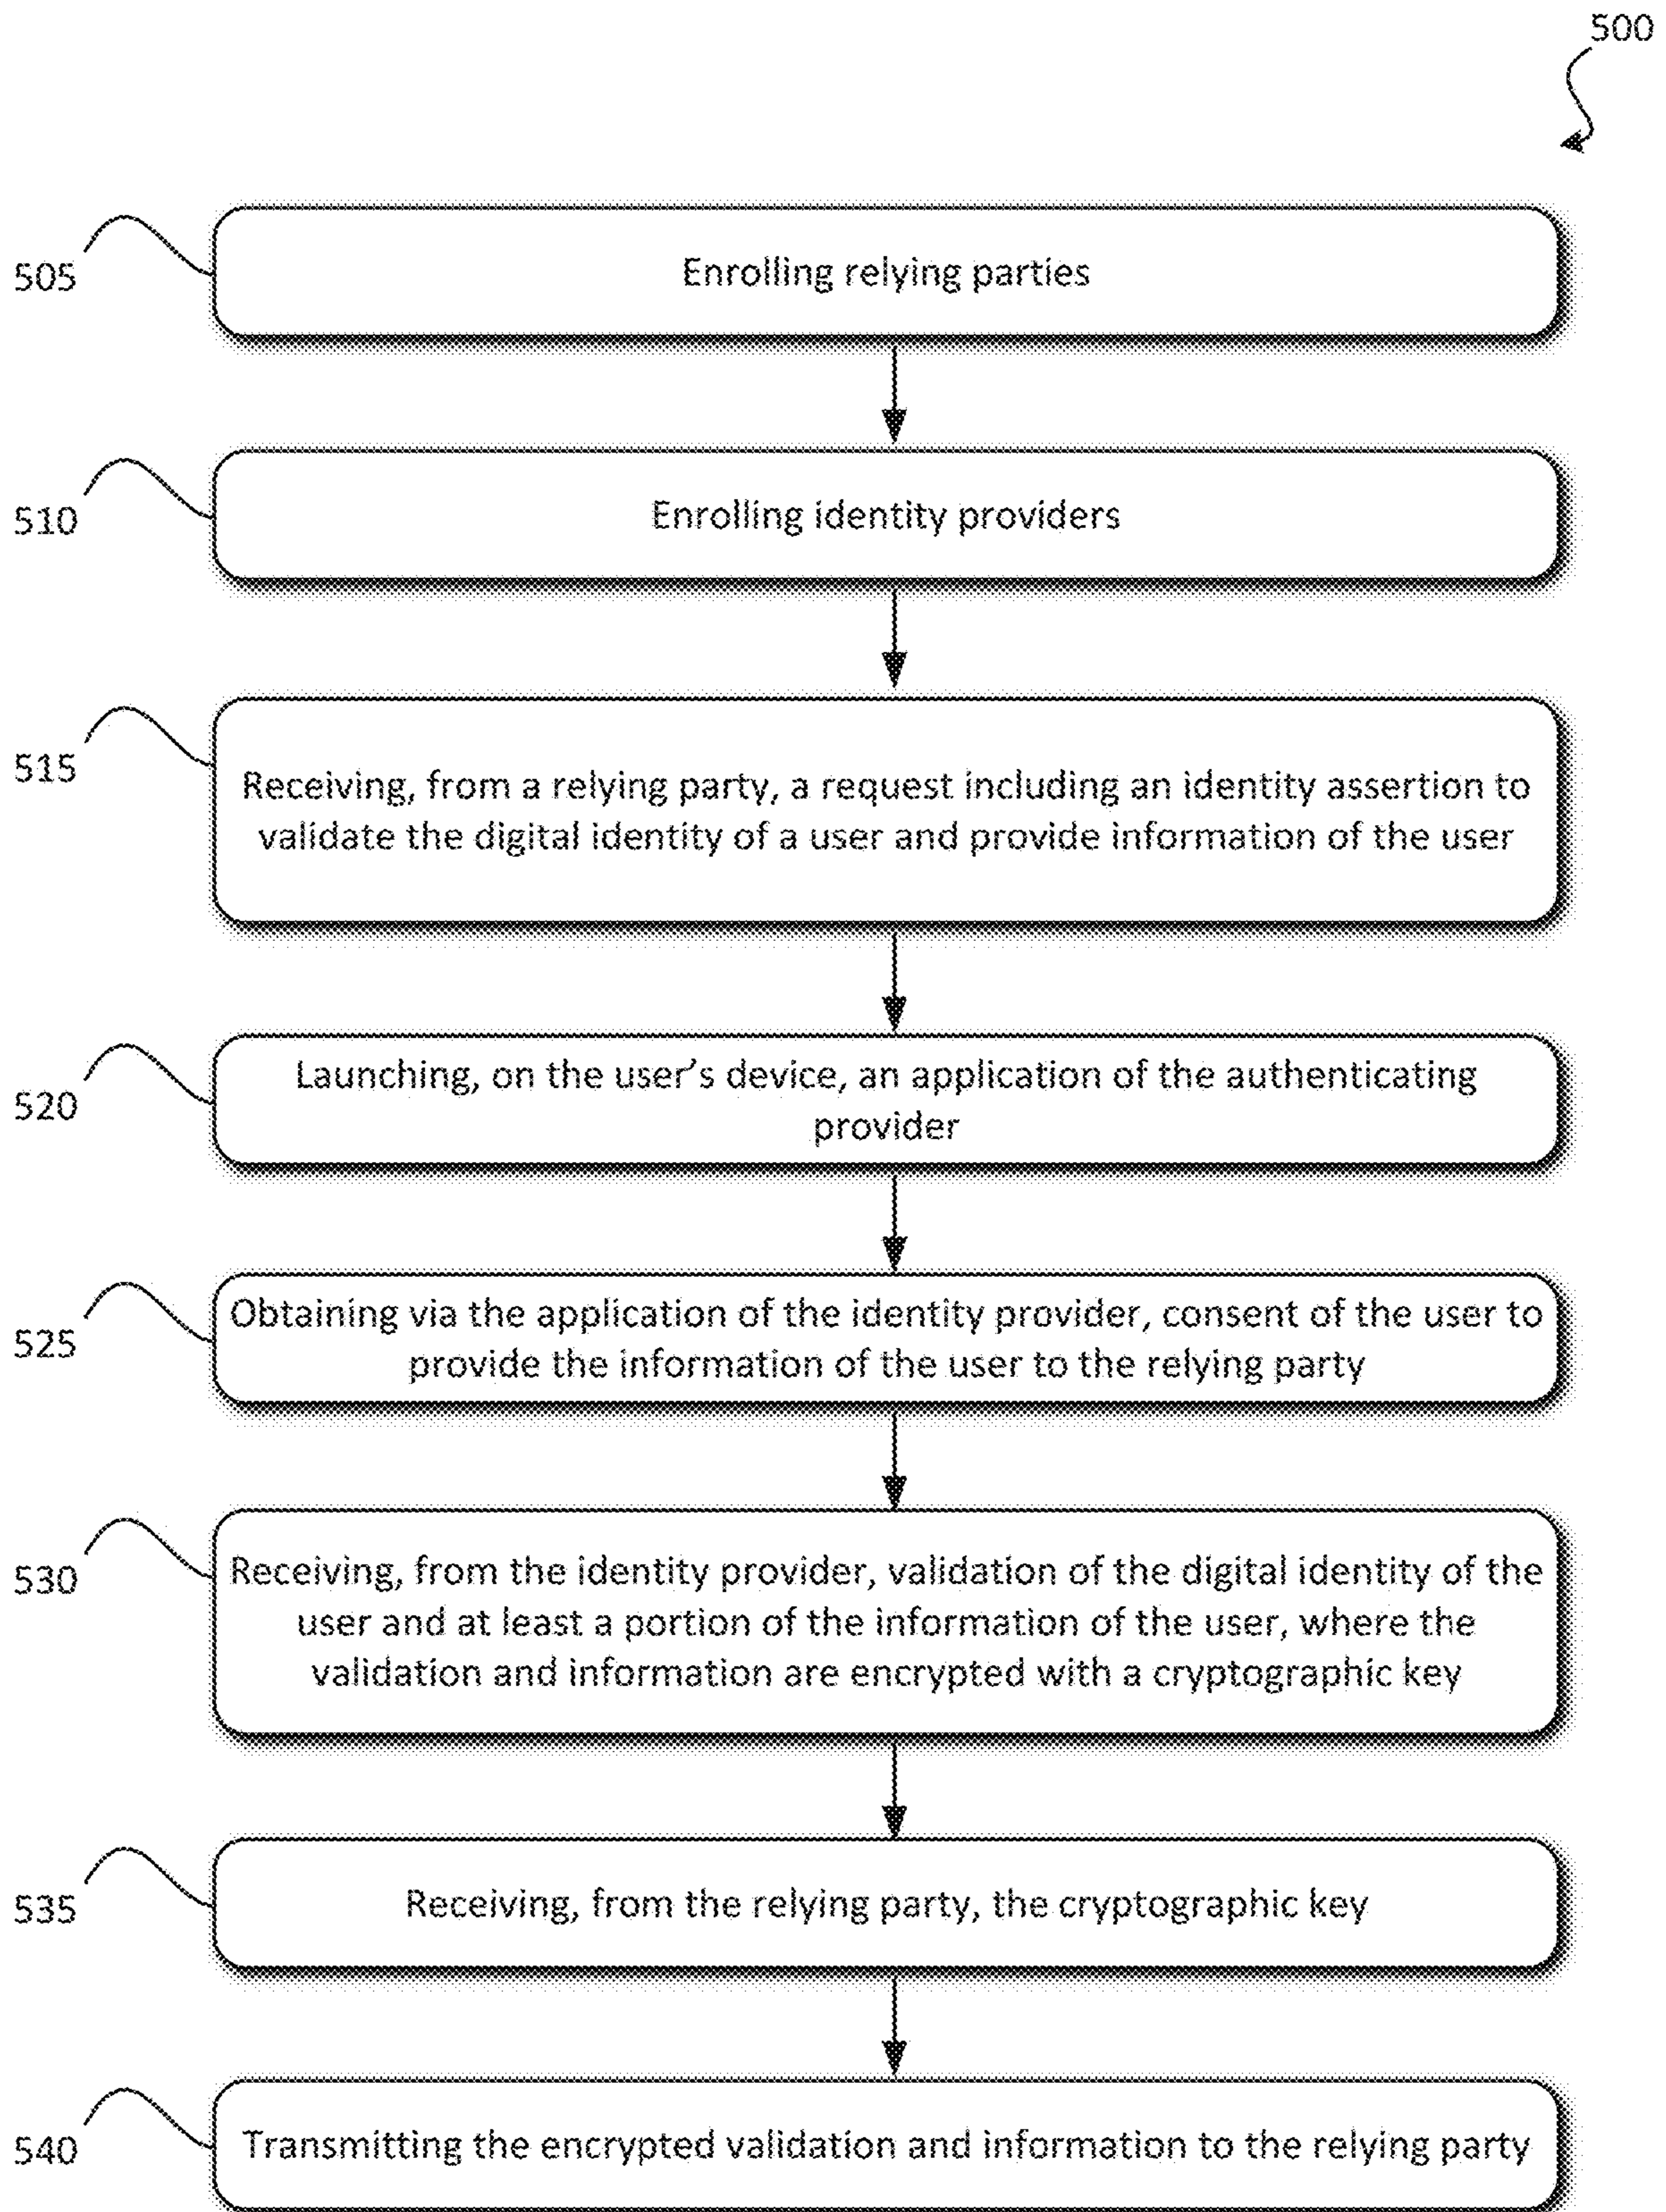 500
505
Enrolling relying parties
510
Enrolling identity providers
515
Receiving, from a relying party, a request including an identity assertion to
validate the digital identity of a user and provide information of the user
520
Launching, on the user's device, an application of the authenticating
provider
525
Obtaining via the application of the identity provider, consent of the user to
provide the information of the user to the relying party
530
Receiving, from the identity provider, validation of the digital identity of the
user and at least a portion of the information of the user, where the
validation and information are encrypted with a cryptographic key
535
Receiving, from the relying party, the cryptographic key
540
Transmitting the encrypted validation and information to the relying party